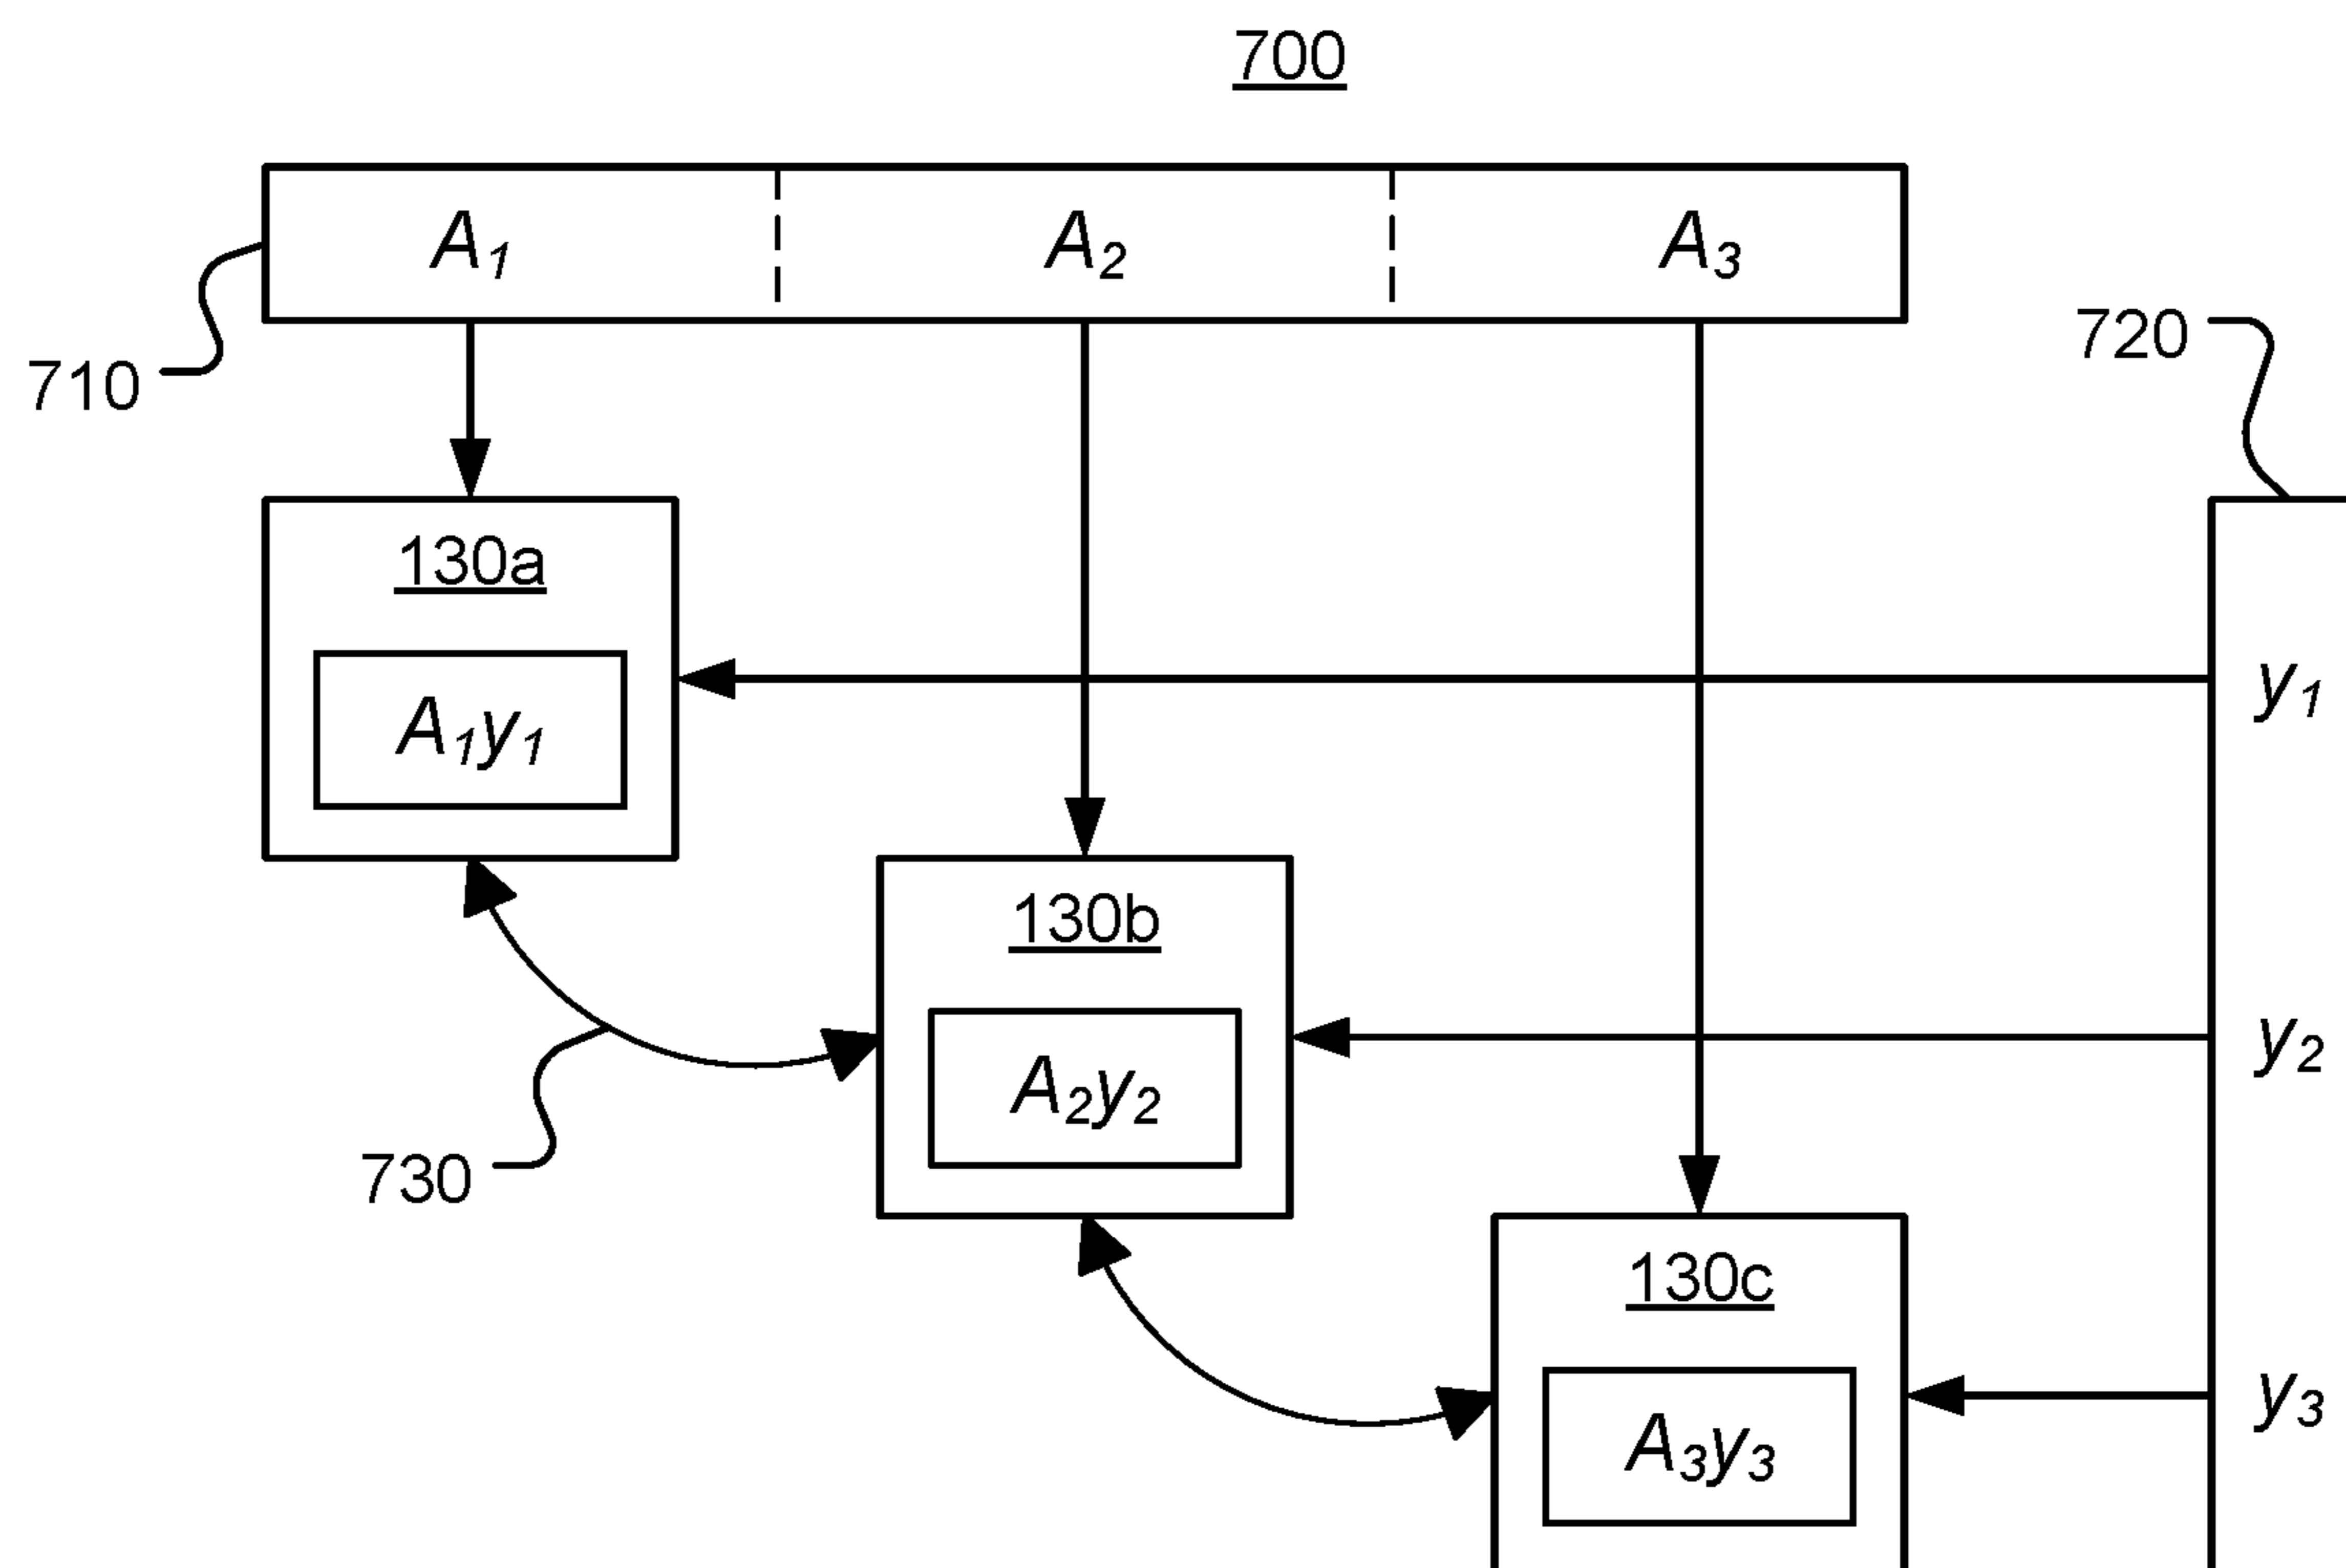 700
A₁ A₂ A₃
710
720
130a
A₁y₁
y₁
130b
A₂y₂
y₂
730
130c
A₃y₃
y₃